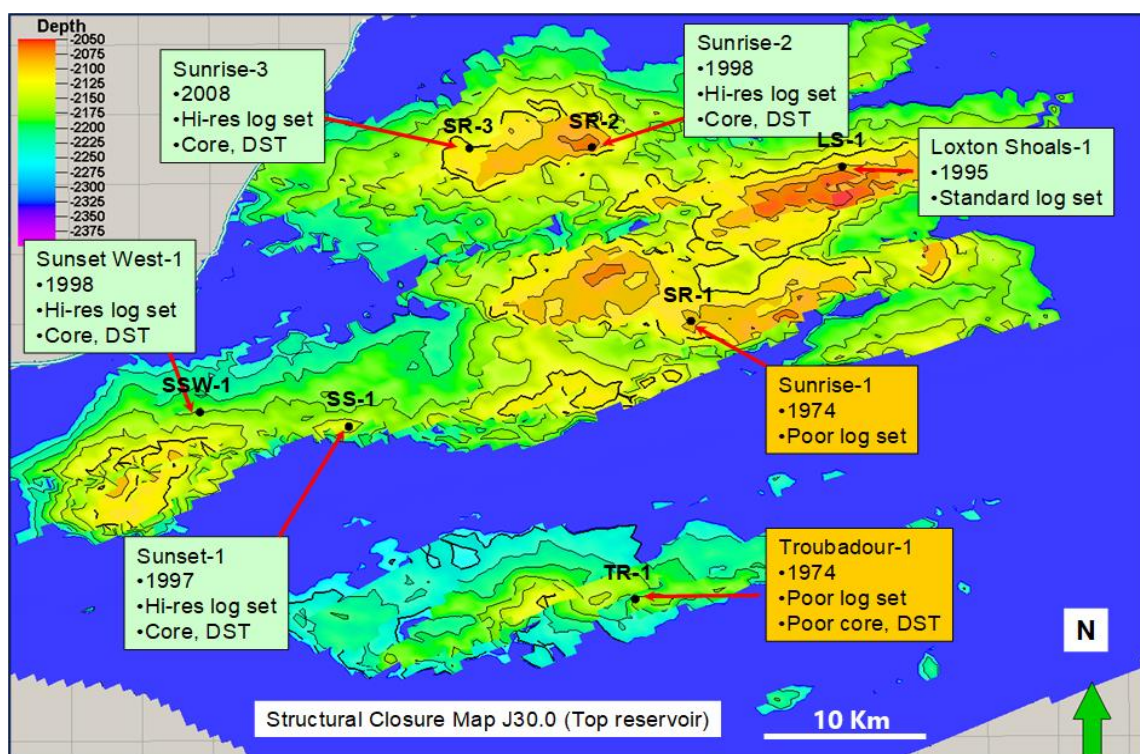 Depth
-2050
-2075
-2100
-2125
-2150
-2175
-2200
-2225
-2250
-2275
-2300
-2325
-2350
-2375
Sunrise-3
•2008
•Hi-res log set
•Core, DST
Sunrise-2
•1998
•Hi-res log set
•Core, DST
SR-3
SR-2
LS-1
Loxton Shoals-1
•1995
•Standard log set
Sunset West-1
•1998
•Hi-res log set
•Core, DST
SR-1
SSW-1
SS-1
Sunrise-1
•1974
•Poor log set
Sunset-1
•1997
•Hi-res log set
•Core, DST
TR-1
Troubadour-1
•1974
•Poor log set
•Poor core, DST
N
Structural Closure Map J30.0 (Top reservoir)
10 Km